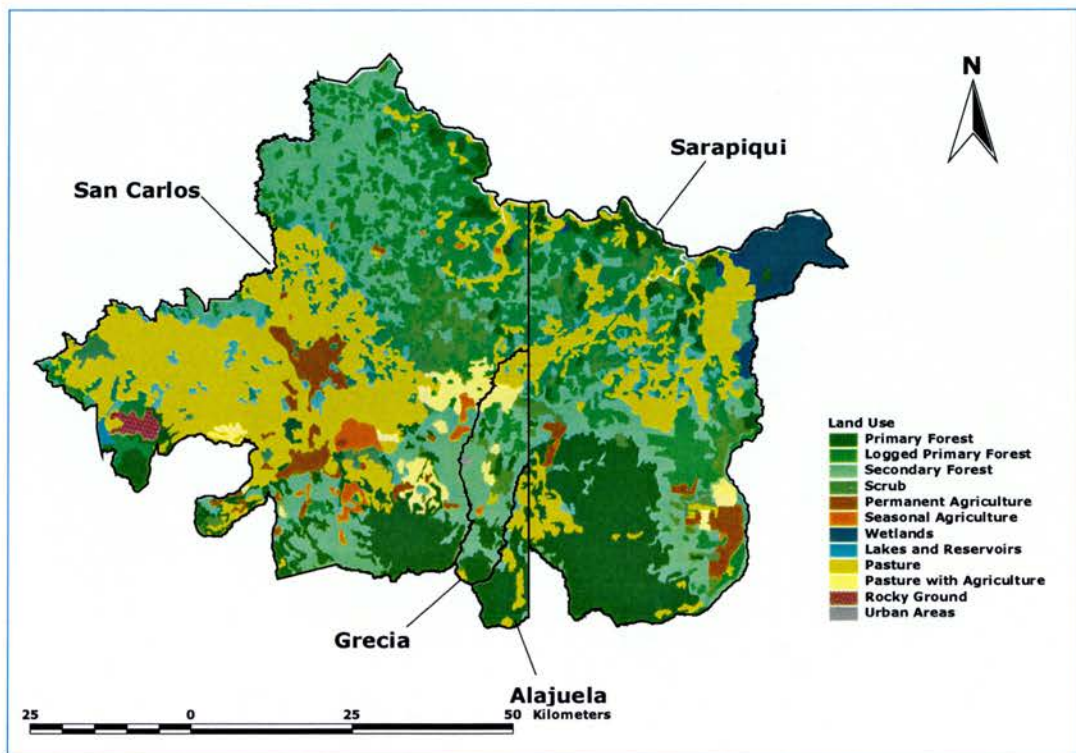 N
Sarapiqui
San Carlos
Land Use
Primary Forest
Logged Primary Forest
Secondary Forest
Scrub
Permanent Agriculture
Seasonal Agriculture
Wetlands
Lakes and Reservoirs
Pasture
Pasture with Agriculture
Rocky Ground
Urban Areas
Grecia
Alajuela
25 0 25 50 Kilometers